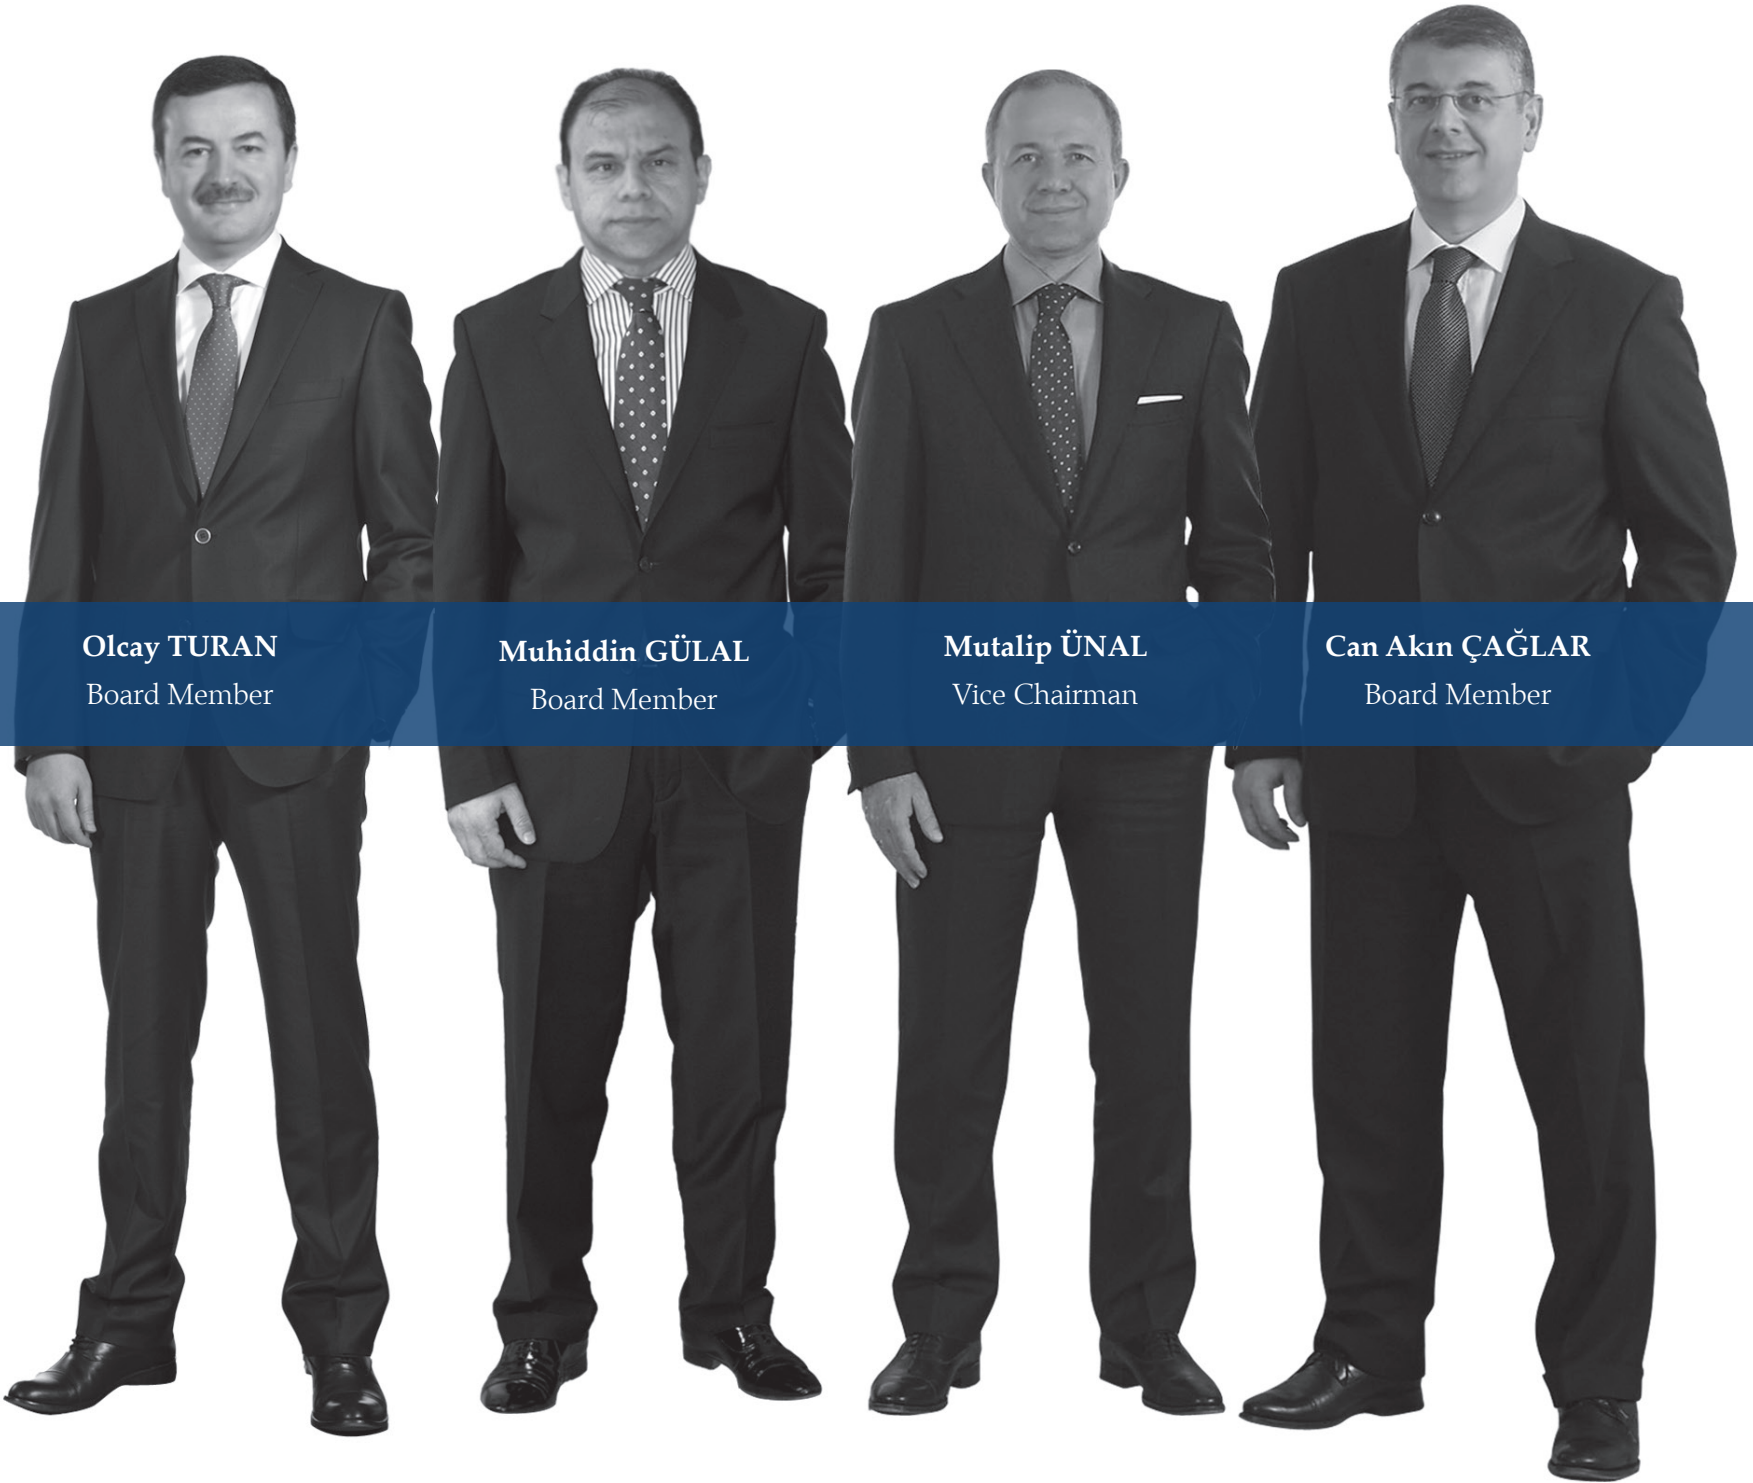 Olcay TURAN
Board Member
Muhiddin GÜLAL
Board Member
Mutalip ÜNAL
Vice Chairman
Can Akın ÇAĞLAR
Board Member